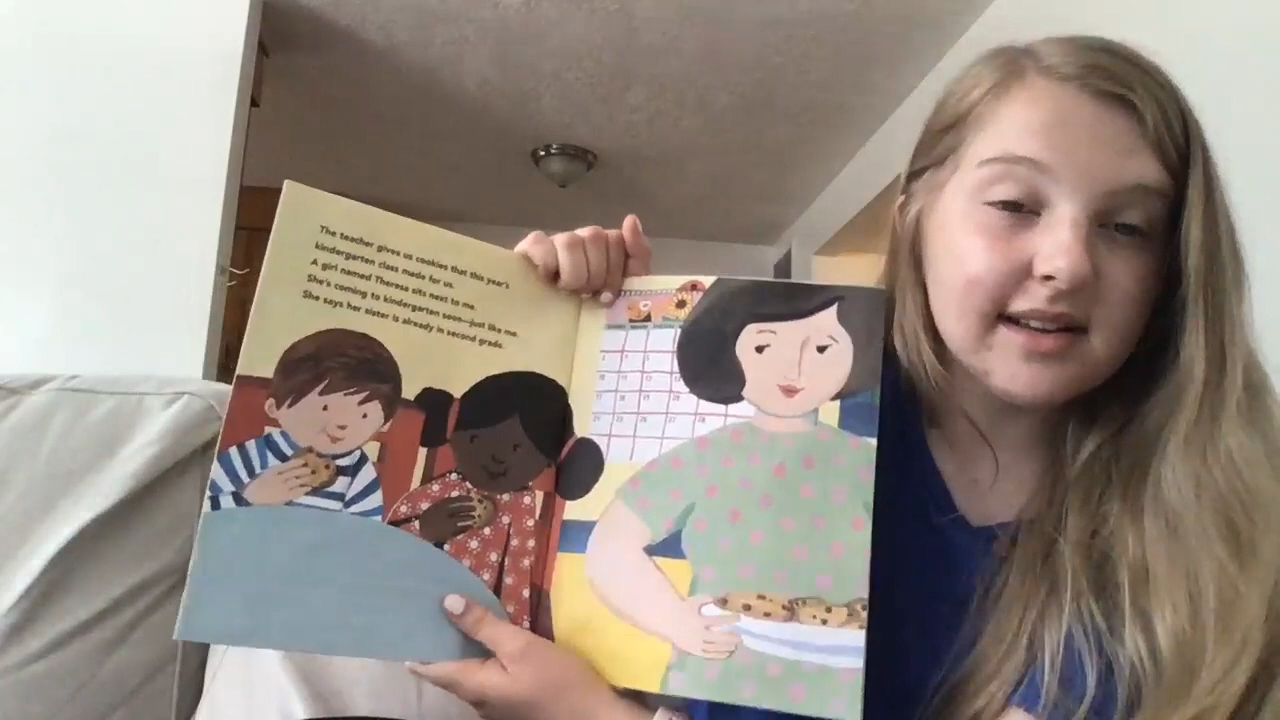 The teacher gives us cookies that this year's
kindergarten class made for us.
A girl named Theresa sits next to me.
She's coming to kindergarten soon—just like me.
She says her sister is already in second grade.